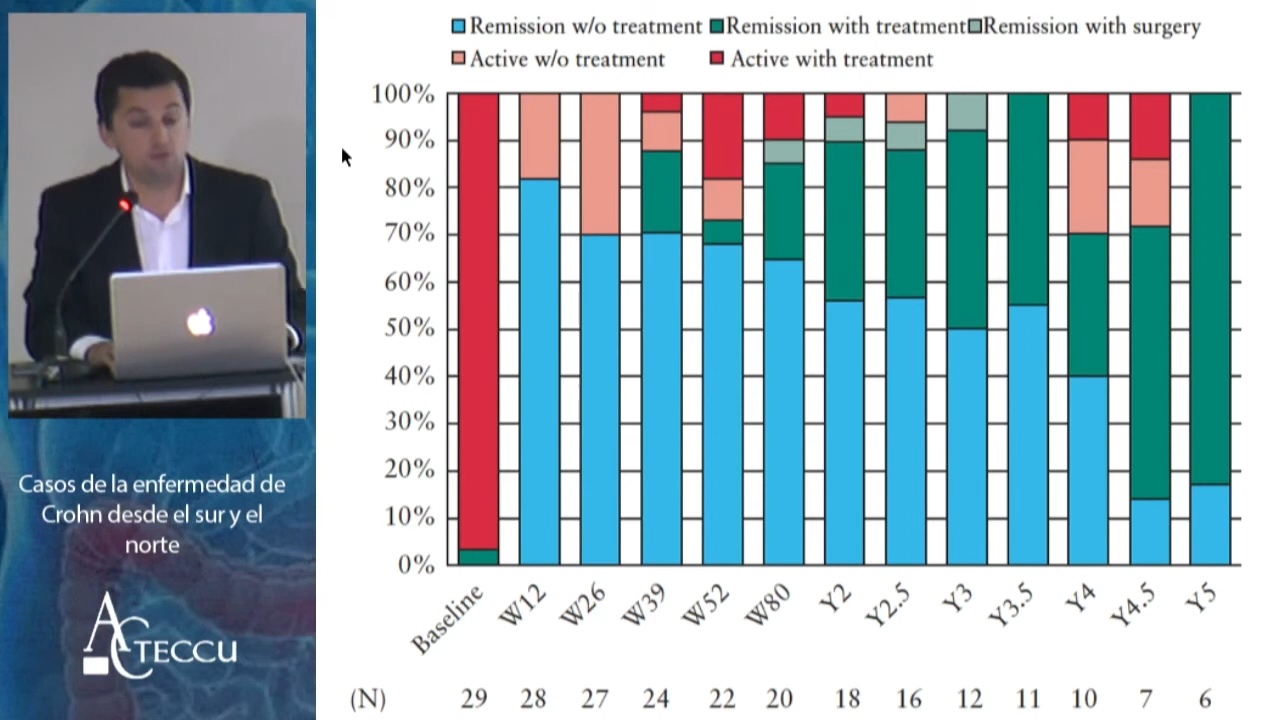 Remission w/o treatment Remission with treatment Remission with surgery
Active w/o treatment Active with treatment
100%
90%
80%
70%
60%
50%
40%
30%
20%
10%
0%
Baseline W12 W26 W39 W52 W80 Y2 Y2.5 Y3 Y3.5 Y4 Y4.5 Y5
(N) 29 28 27 24 22 20 18 16 12 11 10 7 6
Casos de la enfermedad de
Crohn desde el sur y el
norte
ACTECCU